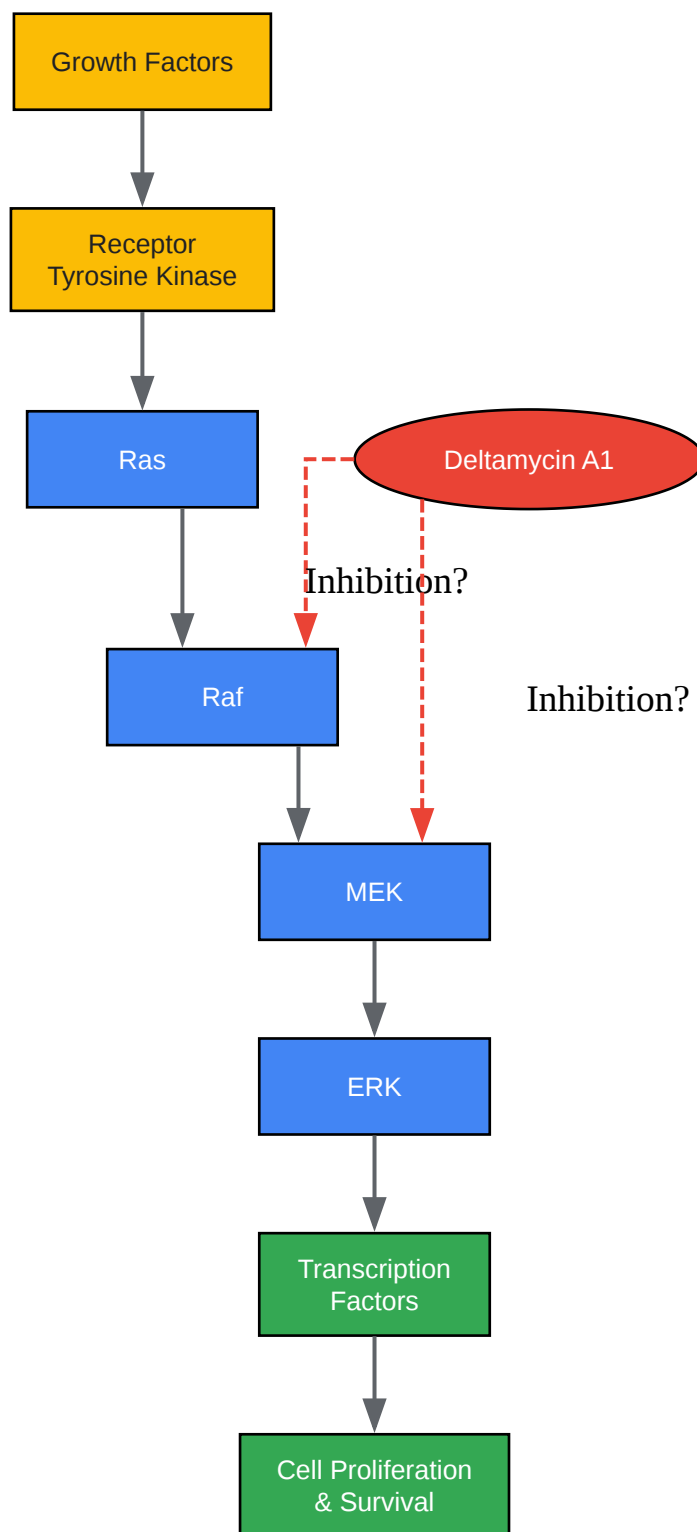 Growth Factors
Receptor
Tyrosine Kinase
Ras
Deltamycin A1
Inhibition?
Raf
Inhibition?
MEK
ERK
Transcription
Factors
Cell Proliferation
& Survival